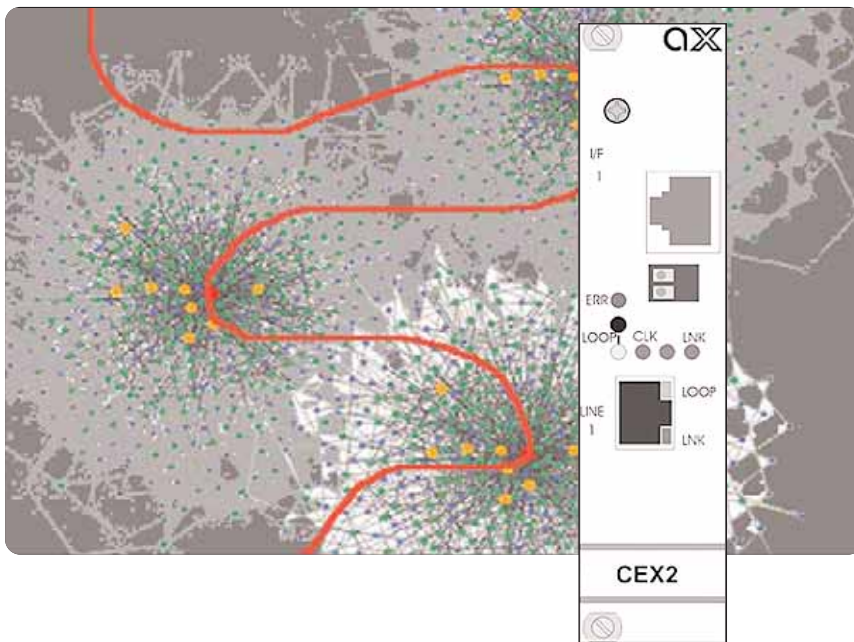 ax
I/F
1
ERR
LOOP CLK LNK
LOOP
LINE
1
LNK
CEX2